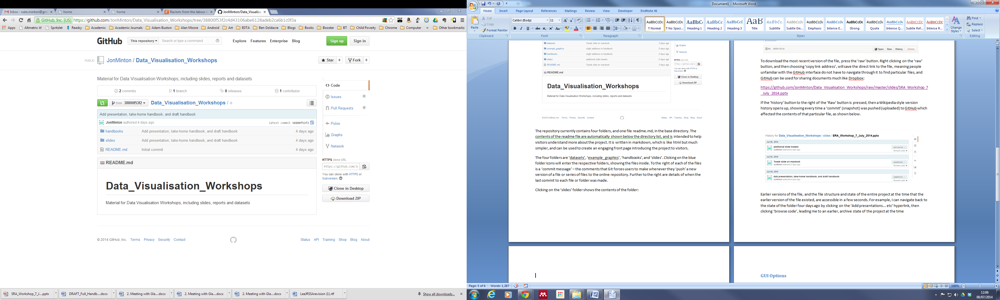 Inbox - nate.minton@gm
home
home
Racism: from the labour m
JonMinton/Data_Visualisa
GitHub, Inc. [US] https://github.com/JonMinton/Data_Visualisation_Workshops/tree/38800f53f2c4d43106abe6128adeb2ca6b1c0f3a
Apps Altmetric it! Spritzlet Readsy Academic Academic Journals Adam Buxton Alan Moore Android Art B3TA Ben Goldacre Blogs Books Booster BT Child Poverty Chrome Computer » Other bookmarks
GitHub This repository Search or type a command Explore Features Enterprise Blog Sign up Sign in
PUBLIC JonMinton / Data_Visualisation_Workshops Star 0 Fork 0
Material for Data Visualisation Workshops, including slides, reports and datasets
2 commits 1 branch 0 releases 1 contributor
tree: 38800f53f2 Data_Visualisation_Workshops / +
Add presentation, take-home handbook, and draft handbook
JonMinton authored 4 days ago latest commit 38800f53f2
handbooks Add presentation, take-home handbook, and draft handbook 4 days ago
slides Add presentation, take-home handbook, and draft handbook 4 days ago
README.md Initial commit 4 days ago
README.md
Data_Visualisation_Workshops
Material for Data Visualisation Workshops, including slides, reports and datasets
Code
Issues 0
Pull Requests 0
Pulse
Graphs
Network
HTTPS clone URL
https://github.com/Jo
You can clone with HTTPS or
Subversion.
Clone in Desktop
Download ZIP
© 2014 GitHub, Inc. Terms Privacy Security Contact Status API Training Shop Blog About
SRA_Workshop_7_J....pptx DRAFT_Full_Handb....docx 2. Meeting with Gla....docx 2. Meeting with Gla....docx 2. Meeting with Gla....docx LeeJRSSArevision (1).rtf Show all downloads...
Document1 - Microsoft Word
Home Insert Page Layout References Mailings Review View Developer EndNote X6
Paste
Cut
Copy
Format Painter
Clipboard
Calibri (Body) 11
Font
Paragraph
¶ Normal ¶ No Spaci... Heading 1 Heading 2 Heading 3 Title Subtitle Subtle Em... Emphasis Intense E... Strong Quote Intense Q... Subtle Ref... Intense R...
Change
Styles
Styles
Find
Replace
Select
Editing
datasets Tweak slide on macbook 3 days ago
example_graphics slight additions to handbook 2 days ago
handbooks slight additions to handbook 2 days ago
slides additional slide tweaks 2 days ago
README.md Tweak slide on macbook 3 days ago
README.md
Data_Visualisation_Workshops
Material for Data Visualisation Workshops, including slides, reports and datasets
Graphs
Network
HTTPS clone URL
https://github.com/Jo
You can clone with HTTPS or
Subversion.
Clone in Desktop
Download ZIP
© 2014 GitHub, Inc. Terms Privacy Security Contact Status API Training Shop Blog About
The repository currently contains four folders, and one file readme.md, in the base directory. The
contents of the readme file are automatically shown below the directory list, and is intended to help
visitors understand more about the project. It is written in markdown, which is like html but much
simpler, and can be used to create an engaging front page introducing the project to visitors.
The four folders are ‘datasets’, ‘example_graphics’, ‘handbooks’, and ‘slides’. Clicking on the blue
folder icons will enter the respective folders, showing the files inside. To the right of each of the files
is a ‘commit message’ – the comments that Git forces users to make whenever they ‘push’ a new
version of a file or series of files to the online repository. Further to the right are details of when the
last commit to each file or folder was made.
Clicking on the ‘slides’ folder shows the contents of the folder:
file 40591.56 kb Open Raw History Delete
To download the most recent version of the file, press the ‘raw’ button. Right clicking on the ‘raw’
button, and then choosing ‘copy link address’, will save the direct link to the file, meaning people
unfamiliar with the GitHub interface do not have to navigate through it to find particular files, and
GitHub can be used for sharing documents much like Dropbox:
https://github.com/JonMinton/Data_Visualisation_Workshops/raw/master/slides/SRA_Workshop_7
_July_2014.pptx
If the ‘history’ button to the right of the ‘Raw’ button is pressed, then a Wikipedia style version
history opens up, showing every time a ‘commit’ (snapshot) was pushed (uploaded) to GitHub which
affected the contents of that particular file, as shown below.
History for Data_Visualisation_Workshops / slides / SRA_Workshop_7_July_2014.pptx
Jul 06, 2014
additional slide tweaks
JonMinton authored 2 days ago Browse code
Jul 05, 2014
Tweak slide on macbook
JonMinton authored 3 days ago Browse code
Jul 04, 2014
Add presentation, take-home handbook, and draft handbook
JonMinton authored 4 days ago Browse code
Earlier versions of the file, and the file structure and state of the entire project at the time that the
earlier version of the file existed, are accessible in a few seconds. For example, I can navigate back to
the state of the folder four days ago by clicking on the ‘Add presentations... etc’ hyperlink, then
clicking ‘browse code’, leading me to an earlier, archive state of the project at the time
GUI Options
Page: 5 of 6 Words: 1,287 100%
12:06
08/07/2014